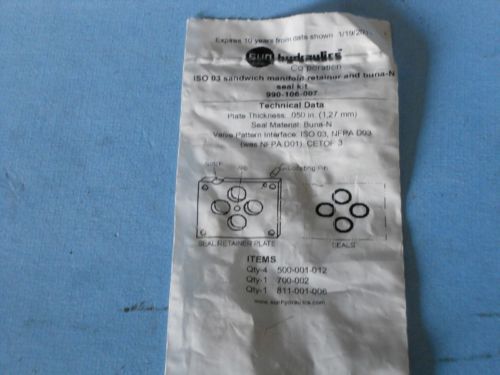 Expires 10 years from date shown 1/19/20
sun hydraulics
Corporation
ISO 03 sandwich mandoin retainer and buna-N
seal kit
990-106-007
Technical Data
Plate Thickness: .050 in. (1,27 mm)
Seal Material: Buna-N
Valve Pattern Interface: ISO 03, NFPA D03
(was NFPA D01), CETOP 3
Locating Pin
SEAL RETAINER PLATE
SEALS
ITEMS
Qty-4 500-001-012
Qty-1 700-002
Qty-1 811-001-006
www.sunhydraulics.com